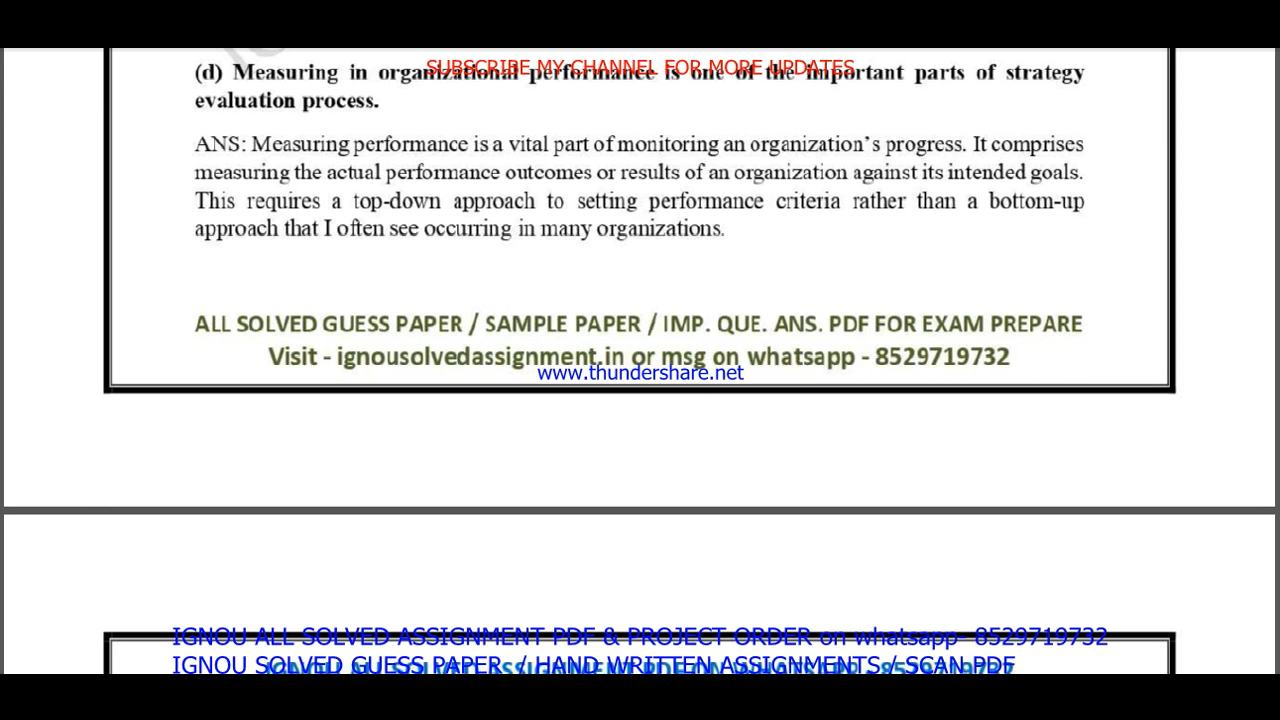 SUBSCRIBE MY CHANNEL FOR MORE UPDATES
(d) Measuring in organizational performance is one of the important parts of strategy
evaluation process.
ANS: Measuring performance is a vital part of monitoring an organization's progress. It comprises
measuring the actual performance outcomes or results of an organization against its intended goals.
This requires a top-down approach to setting performance criteria rather than a bottom-up
approach that I often see occurring in many organizations.
ALL SOLVED GUESS PAPER / SAMPLE PAPER / IMP. QUE. ANS. PDF FOR EXAM PREPARE
Visit - ignousolvedassignment.in or msg on whatsapp - 8529719732
www.thundershare.net
IGNOU ALL SOLVED ASSIGNMENT PDF & PROJECT ORDER on whatsapp- 8529719732
IGNOU SOLVED GUESS PAPER / HAND WRITTEN ASSIGNMENTS / SCAN PDF